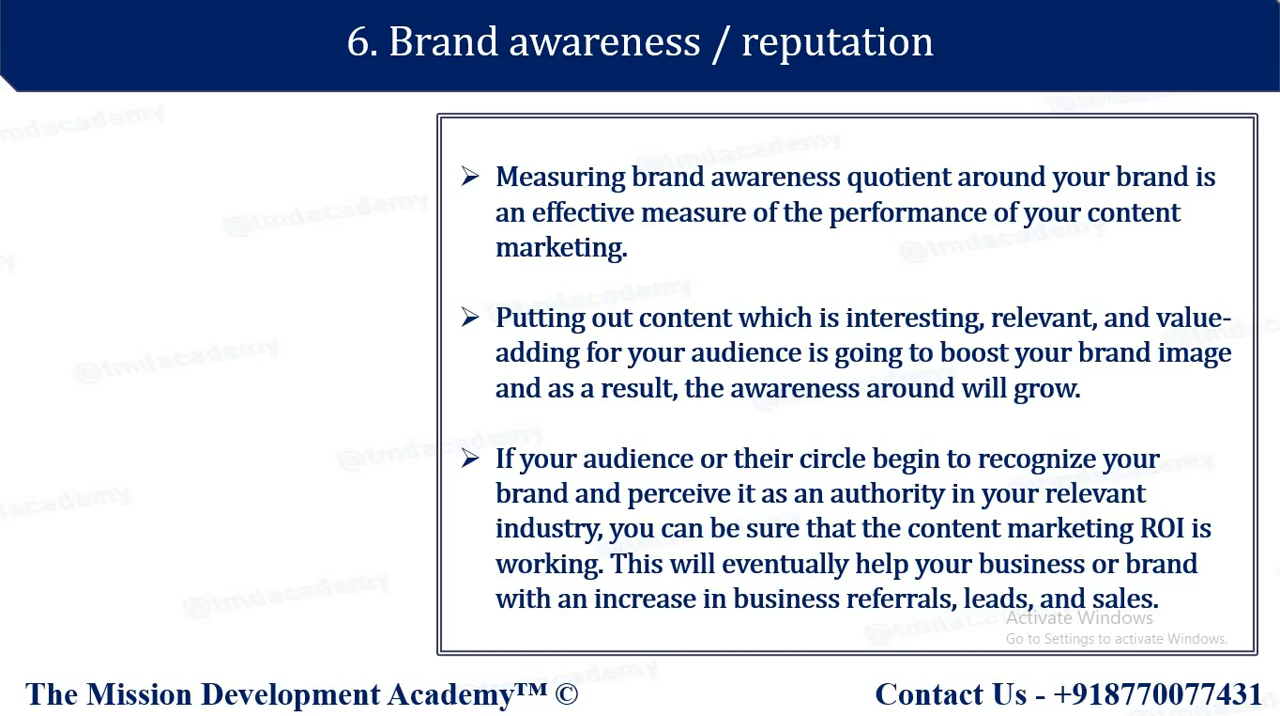 6. Brand awareness / reputation
➢ Measuring brand awareness quotient around your brand is
an effective measure of the performance of your content
marketing.
➢ Putting out content which is interesting, relevant, and value-
adding for your audience is going to boost your brand image
and as a result, the awareness around will grow.
➢ If your audience or their circle begin to recognize your
brand and perceive it as an authority in your relevant
industry, you can be sure that the content marketing ROI is
working. This will eventually help your business or brand
with an increase in business referrals, leads, and sales.
Activate Windows
Go to Settings to activate Windows.
The Mission Development Academy™ ©
Contact Us - +918770077431
@tmdacademy
@tmdacademy
@tmdacademy
@tmdacademy
@tmdacademy
@tmdacademy